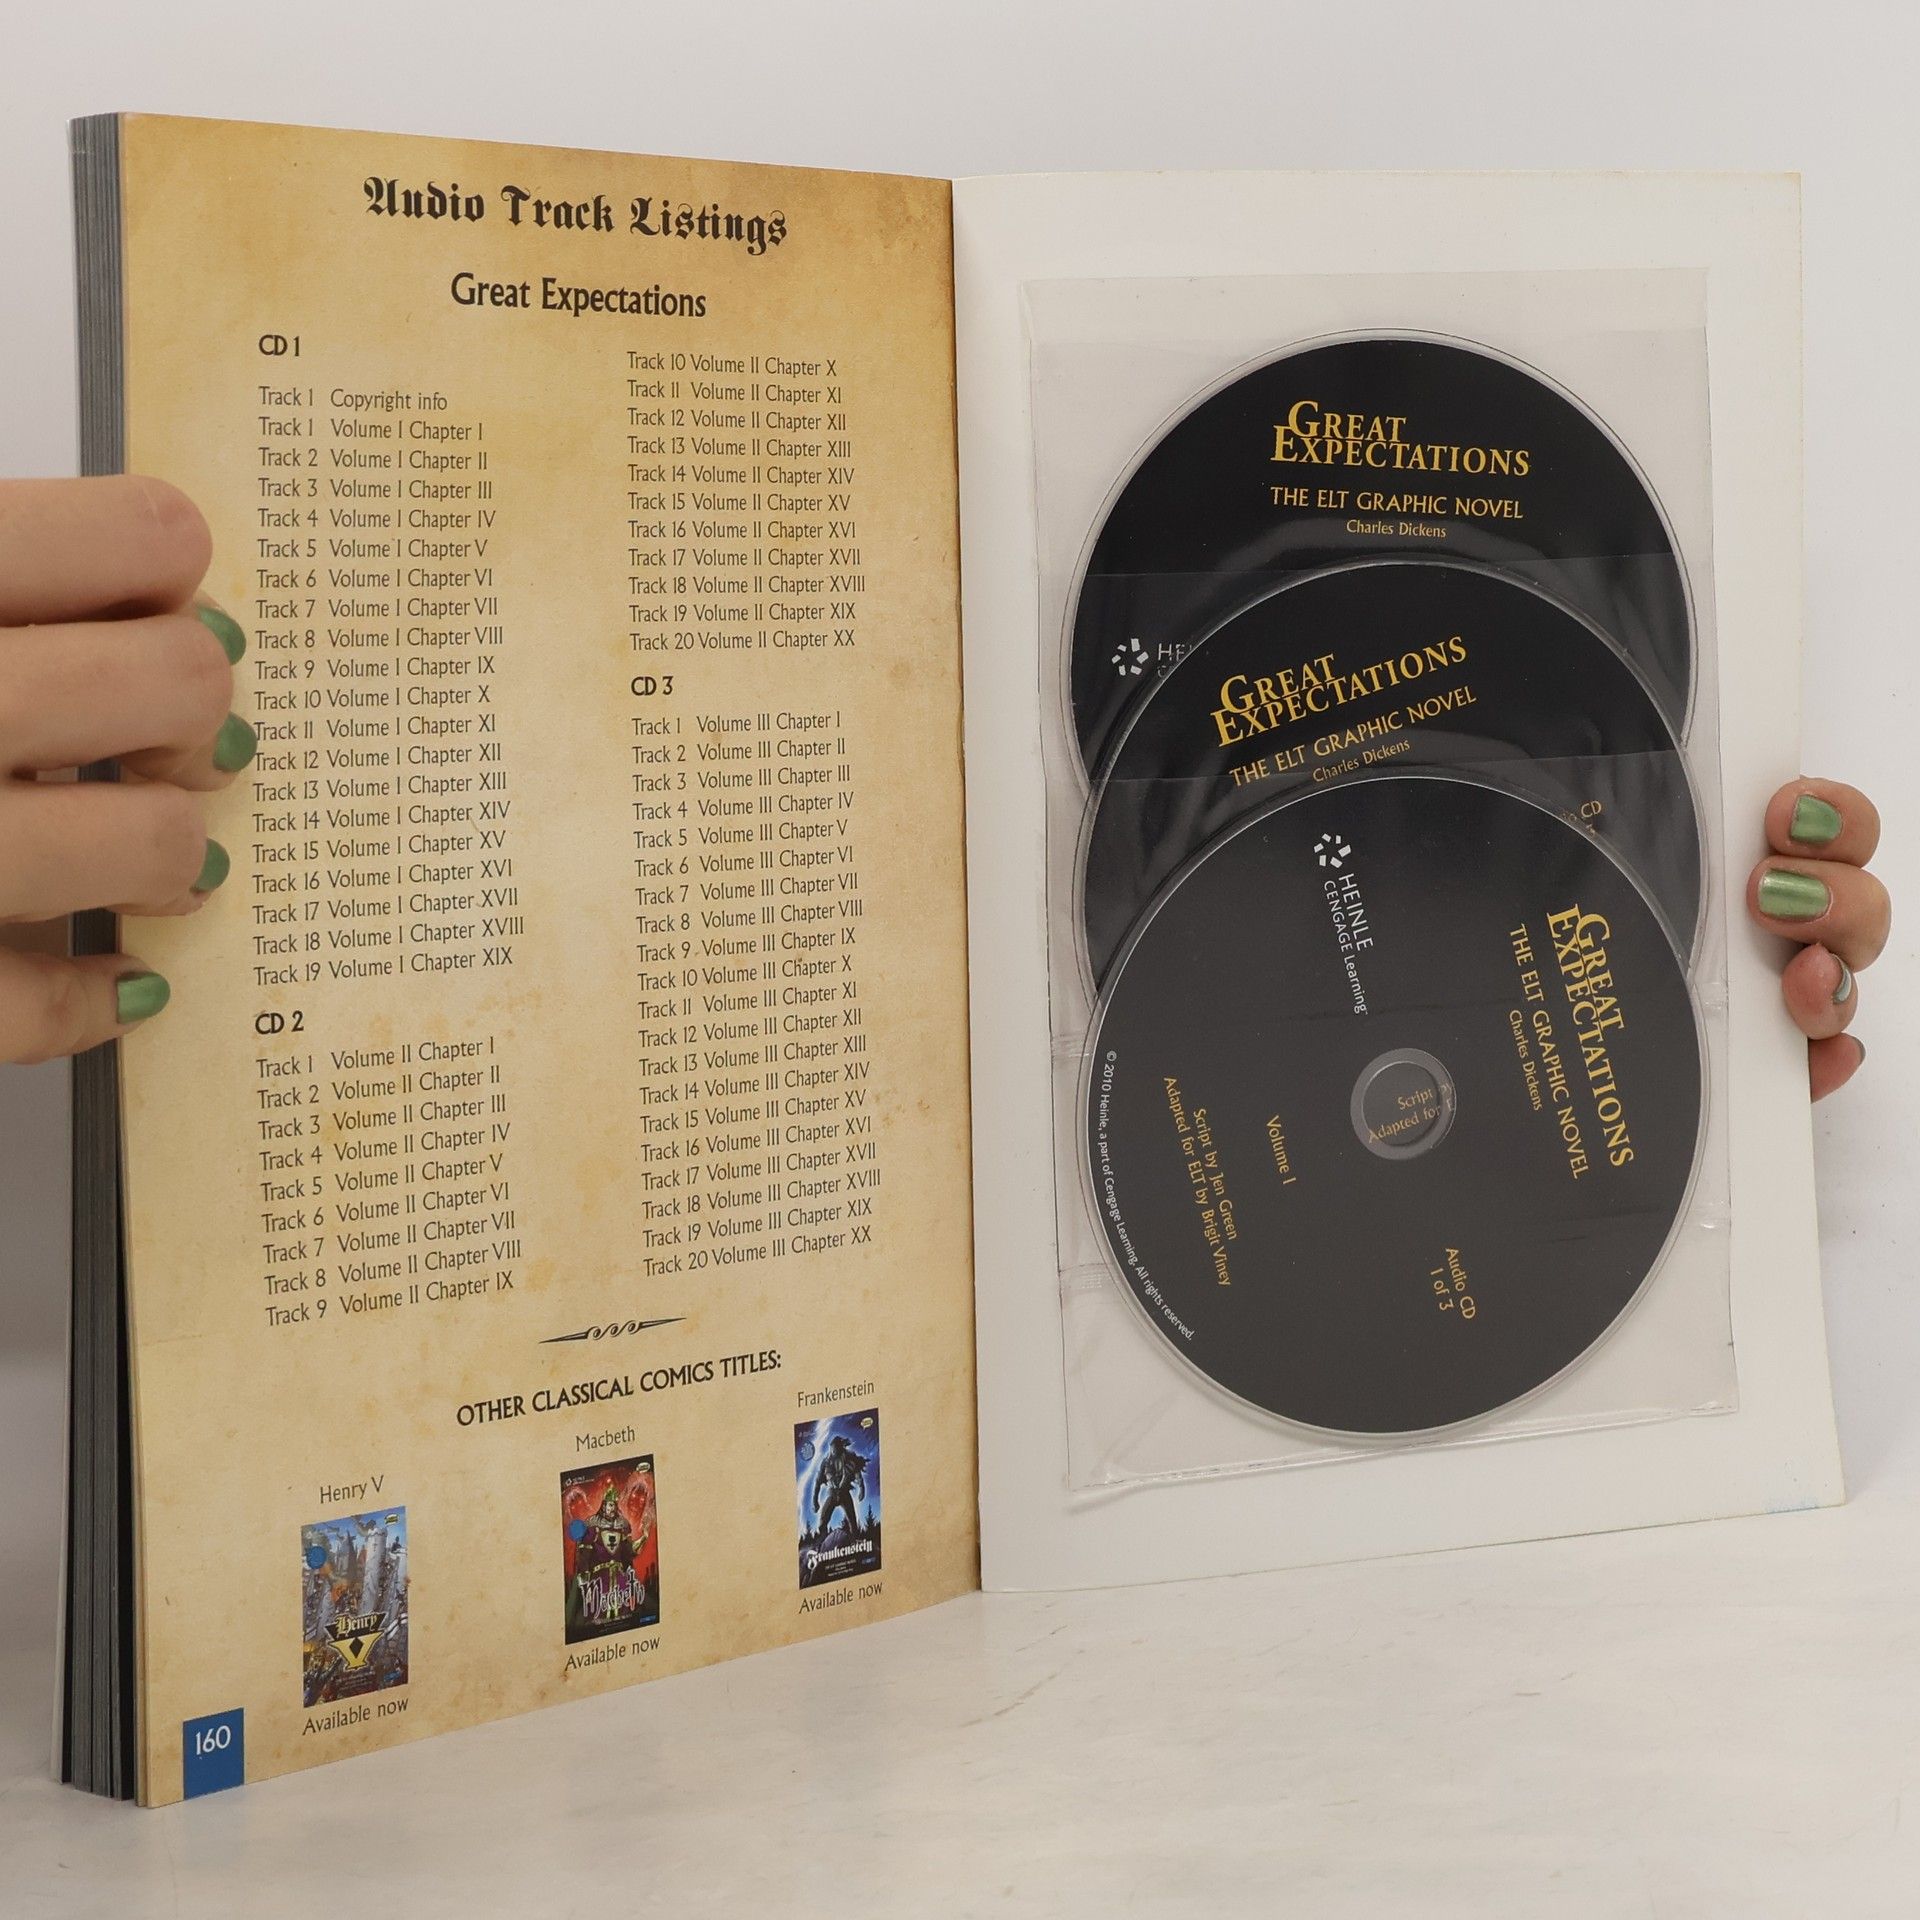 Audio Track Listings
Great Expectations
CD 1
Track 1 Copyright info
Track 1 Volume I Chapter I
Track 2 Volume I Chapter II
Track 3 Volume I Chapter III
Track 4 Volume I Chapter IV
Track 5 Volume I Chapter V
Track 6 Volume I Chapter VI
Track 7 Volume I Chapter VII
Track 8 Volume I Chapter VIII
Track 9 Volume I Chapter IX
Track 10 Volume I Chapter X
Track 11 Volume I Chapter XI
Track 12 Volume I Chapter XII
Track 13 Volume I Chapter XIII
Track 14 Volume I Chapter XIV
Track 15 Volume I Chapter XV
Track 16 Volume I Chapter XVI
Track 17 Volume I Chapter XVII
Track 18 Volume I Chapter XVIII
Track 19 Volume I Chapter XIX
CD 2
Track 1 Volume II Chapter I
Track 2 Volume II Chapter II
Track 3 Volume II Chapter III
Track 4 Volume II Chapter IV
Track 5 Volume II Chapter V
Track 6 Volume II Chapter VI
Track 7 Volume II Chapter VII
Track 8 Volume II Chapter VIII
Track 9 Volume II Chapter IX
Track 10 Volume II Chapter X
Track 11 Volume II Chapter XI
Track 12 Volume II Chapter XII
Track 13 Volume II Chapter XIII
Track 14 Volume II Chapter XIV
Track 15 Volume II Chapter XV
Track 16 Volume II Chapter XVI
Track 17 Volume II Chapter XVII
Track 18 Volume II Chapter XVIII
Track 19 Volume II Chapter XIX
Track 20 Volume II Chapter XX
CD 3
Track 1 Volume III Chapter I
Track 2 Volume III Chapter II
Track 3 Volume III Chapter III
Track 4 Volume III Chapter IV
Track 5 Volume III Chapter V
Track 6 Volume III Chapter VI
Track 7 Volume III Chapter VII
Track 8 Volume III Chapter VIII
Track 9 Volume III Chapter IX
Track 10 Volume III Chapter X
Track 11 Volume III Chapter XI
Track 12 Volume III Chapter XII
Track 13 Volume III Chapter XIII
Track 14 Volume III Chapter XIV
Track 15 Volume III Chapter XV
Track 16 Volume III Chapter XVI
Track 17 Volume III Chapter XVII
Track 18 Volume III Chapter XVIII
Track 19 Volume III Chapter XIX
Track 20 Volume III Chapter XX
OTHER CLASSICAL COMICS TITLES:
Henry V
Henry
V
Available now
Macbeth
Macbeth
Available now
Frankenstein
Frankenstein
Available now
160
GREAT
EXPECTATIONS
THE ELT GRAPHIC NOVEL
Charles Dickens
GREAT
EXPECTATIONS
THE ELT GRAPHIC NOVEL
Charles Dickens
CD
GREAT
EXPECTATIONS
THE ELT GRAPHIC NOVEL
Charles Dickens
HEINLE
CENGAGE Learning™
Audio CD
1 of 3
Volume I
Script by Jen Green
Adapted for ELT by Brigit Viney
© 2010 Heinle, a part of Cengage Learning. All rights reserved.
Script
Adapted for